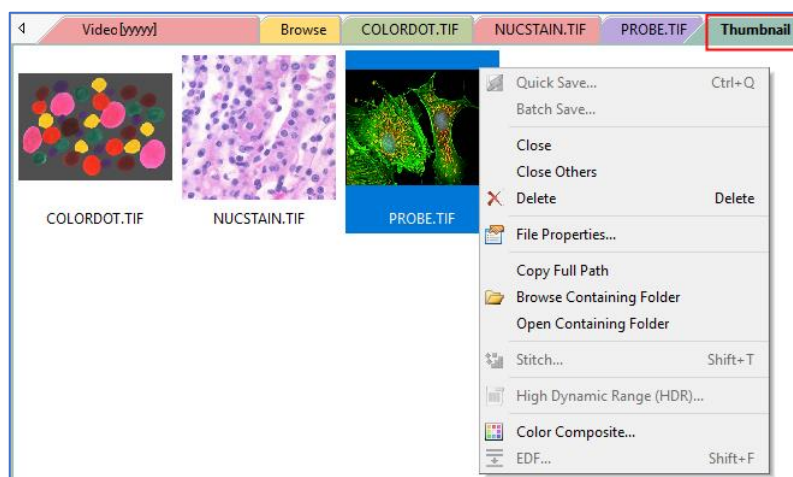 Video [yyyyy] Browse COLORDOT.TIF NUCSTAIN.TIF PROBE.TIF Thumbnail
COLORDOT.TIF NUCSTAIN.TIF PROBE.TIF
Quick Save... Ctrl+Q
Batch Save...
Close
Close Others
Delete Delete
File Properties...
Copy Full Path
Browse Containing Folder
Open Containing Folder
Stitch... Shift+T
High Dynamic Range (HDR)...
Color Composite...
EDF... Shift+F